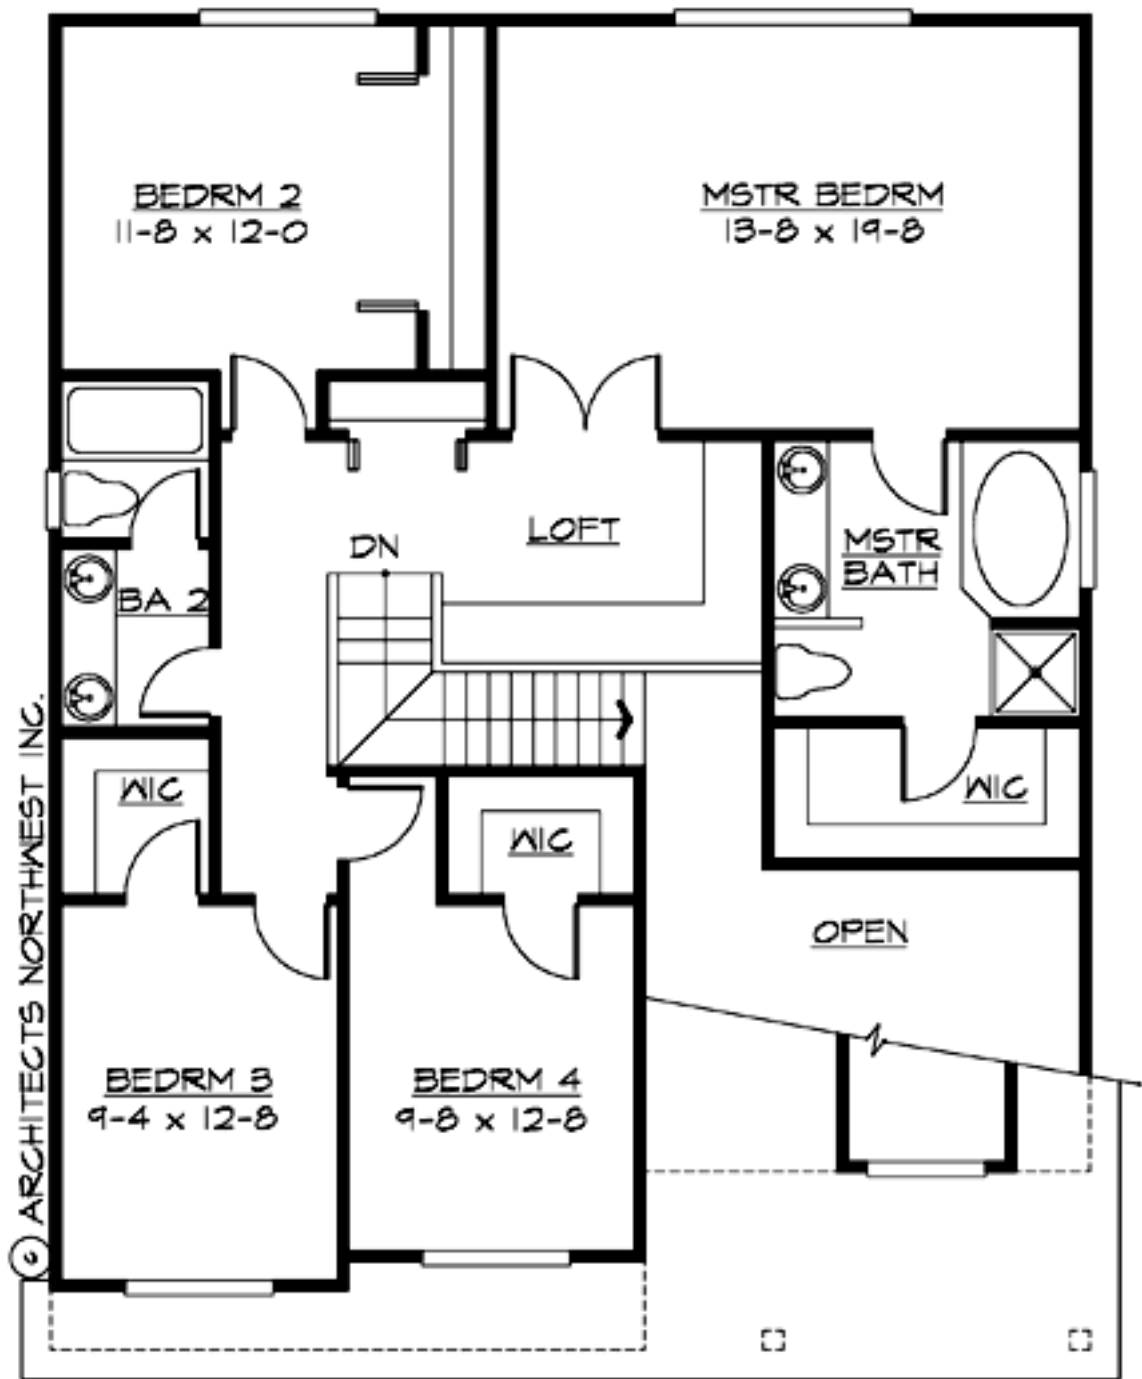 BEDRM 2
11-8 x 12-0
MSTR BEDRM
13-8 x 19-8
LOFT
DN
MSTR
BATH
BA 2
WIC
WIC
WIC
OPEN
BEDRM 3
9-4 x 12-8
BEDRM 4
9-8 x 12-8
© ARCHITECTS NORTHWEST INC.